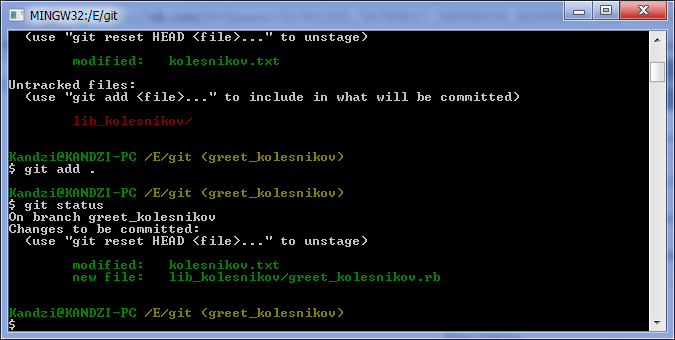 MINGW32:/E/git
(use "git reset HEAD <file>..." to unstage)
modified:   kolesnikov.txt
Untracked files:
(use "git add <file>..." to include in what will be committed)
lib_kolesnikov/
Kandzi@KANDZI-PC /E/git (greet_kolesnikov)
$ git add .
Kandzi@KANDZI-PC /E/git (greet_kolesnikov)
$ git status
On branch greet_kolesnikov
Changes to be committed:
(use "git reset HEAD <file>..." to unstage)
modified:   kolesnikov.txt
new file:   lib_kolesnikov/greet_kolesnikov.rb
Kandzi@KANDZI-PC /E/git (greet_kolesnikov)
$